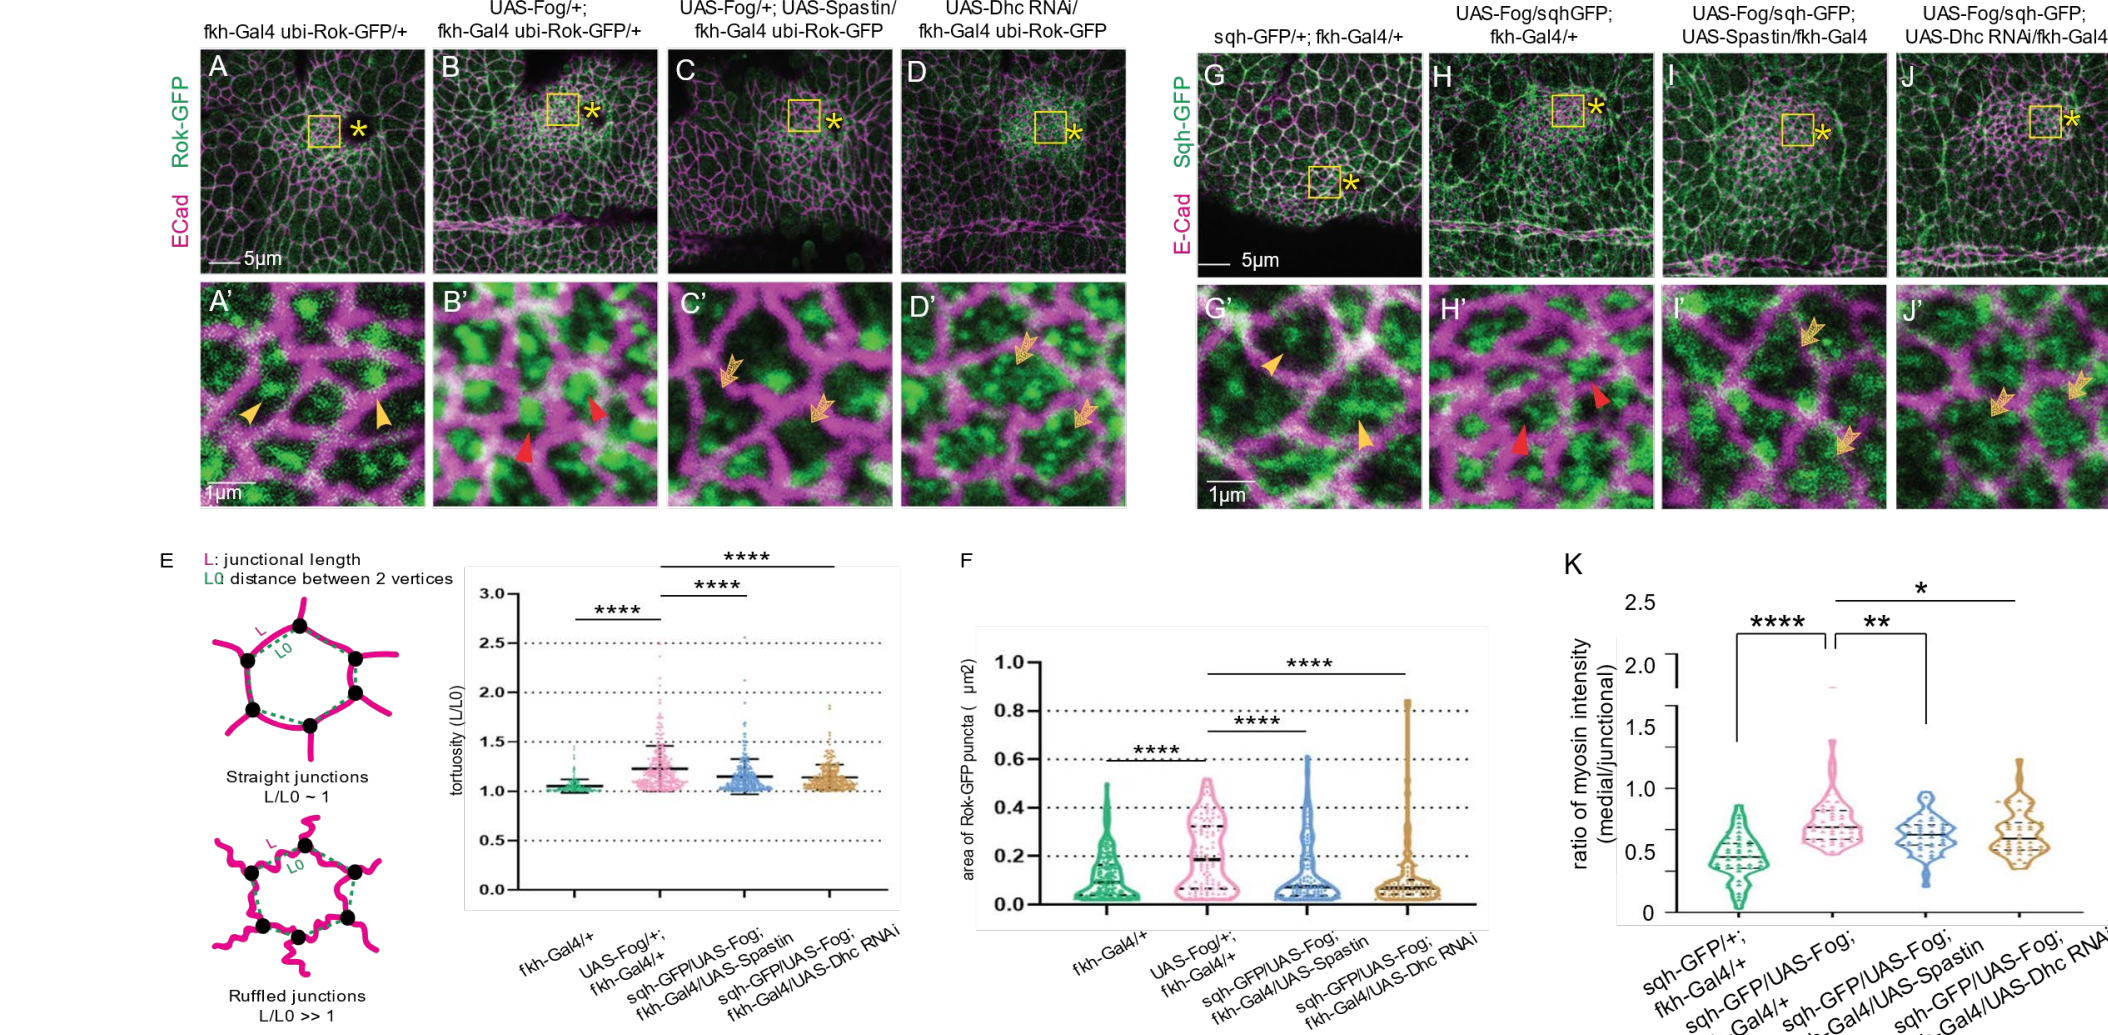 fkh-Gal4 ubi-Rok-GFP/+
UAS-Fog/+;
fkh-Gal4 ubi-Rok-GFP/+
UAS-Fog/+; UAS-Spastin/
fkh-Gal4 ubi-Rok-GFP
UAS-Dhc RNAi/
fkh-Gal4 ubi-Rok-GFP
sqh-GFP/+; fkh-Gal4/+
UAS-Fog/sqhGFP;
fkh-Gal4/+
UAS-Fog/sqh-GFP;
UAS-Spastin/fkh-Gal4
UAS-Fog/sqh-GFP;
UAS-Dhc RNAi/fkh-Gal4
ECad Rok-GFP
A
5µm
B
*
C
*
D
*
*
E-Cad Sqh-GFP
G
5µm
*
H
*
I
*
J
*
A’
1µm
B’
C’
D’
G’
1µm
H’
I’
J’
E
L: junctional length
L0: distance between 2 vertices
L
L0
Straight junctions
L/L0 ~ 1
L
L0
Ruffled junctions
L/L0 >> 1
tortuosity (L/L0)
****
****
****
3.0
2.5
2.0
1.5
1.0
0.5
0.0
fkh-Gal4/+
UAS-Fog/+;
fkh-Gal4/+
sqh-GFP/UAS-Fog;
fkh-Gal4/UAS-Spastin
sqh-GFP/UAS-Fog;
fkh-Gal4/UAS-Dhc RNAi
F
area of Rok-GFP puncta ( µm2)
****
****
****
1.0
0.8
0.6
0.4
0.2
0.0
fkh-Gal4/+
UAS-Fog/+;
fkh-Gal4/+
sqh-GFP/UAS-Fog;
fkh-Gal4/UAS-Spastin
sqh-GFP/UAS-Fog;
fkh-Gal4/UAS-Dhc RNAi
K
ratio of myosin intensity
(medial/junctional)
*
****
**
2.5
2.0
1.5
1.0
0.5
0
sqh-GFP/+;
fkh-Gal4/+
sqh-GFP/UAS-Fog;
-Gal4/+
sqh-GFP/UAS-Fog;
-Gal4/UAS-Spastin
sqh-GFP/UAS-Fog;
-Gal4/UAS-Dhc RNAi